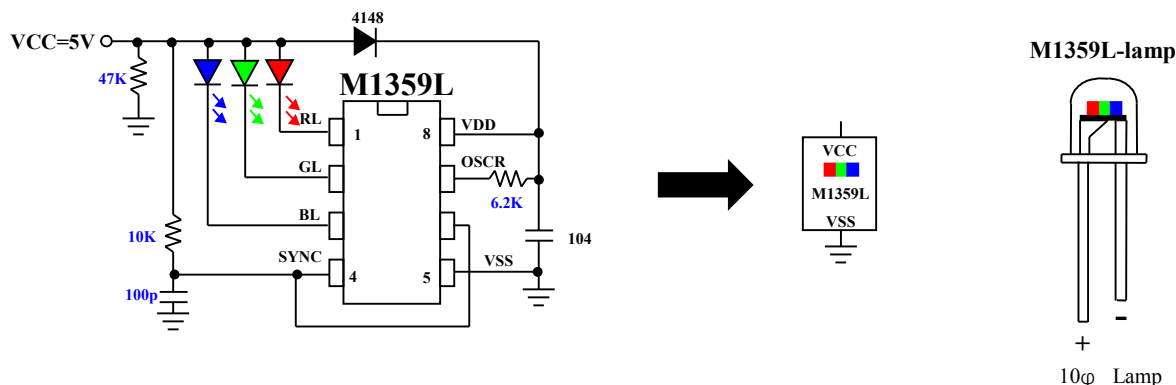 4148
VCC=5V
47K
M1359L
RL
1
8
VDD
GL
OSCR
6.2K
BL
10K
104
SYNC
4
5
VSS
100p
VCC
M1359L
VSS
M1359L-lamp
+
-
10φ Lamp